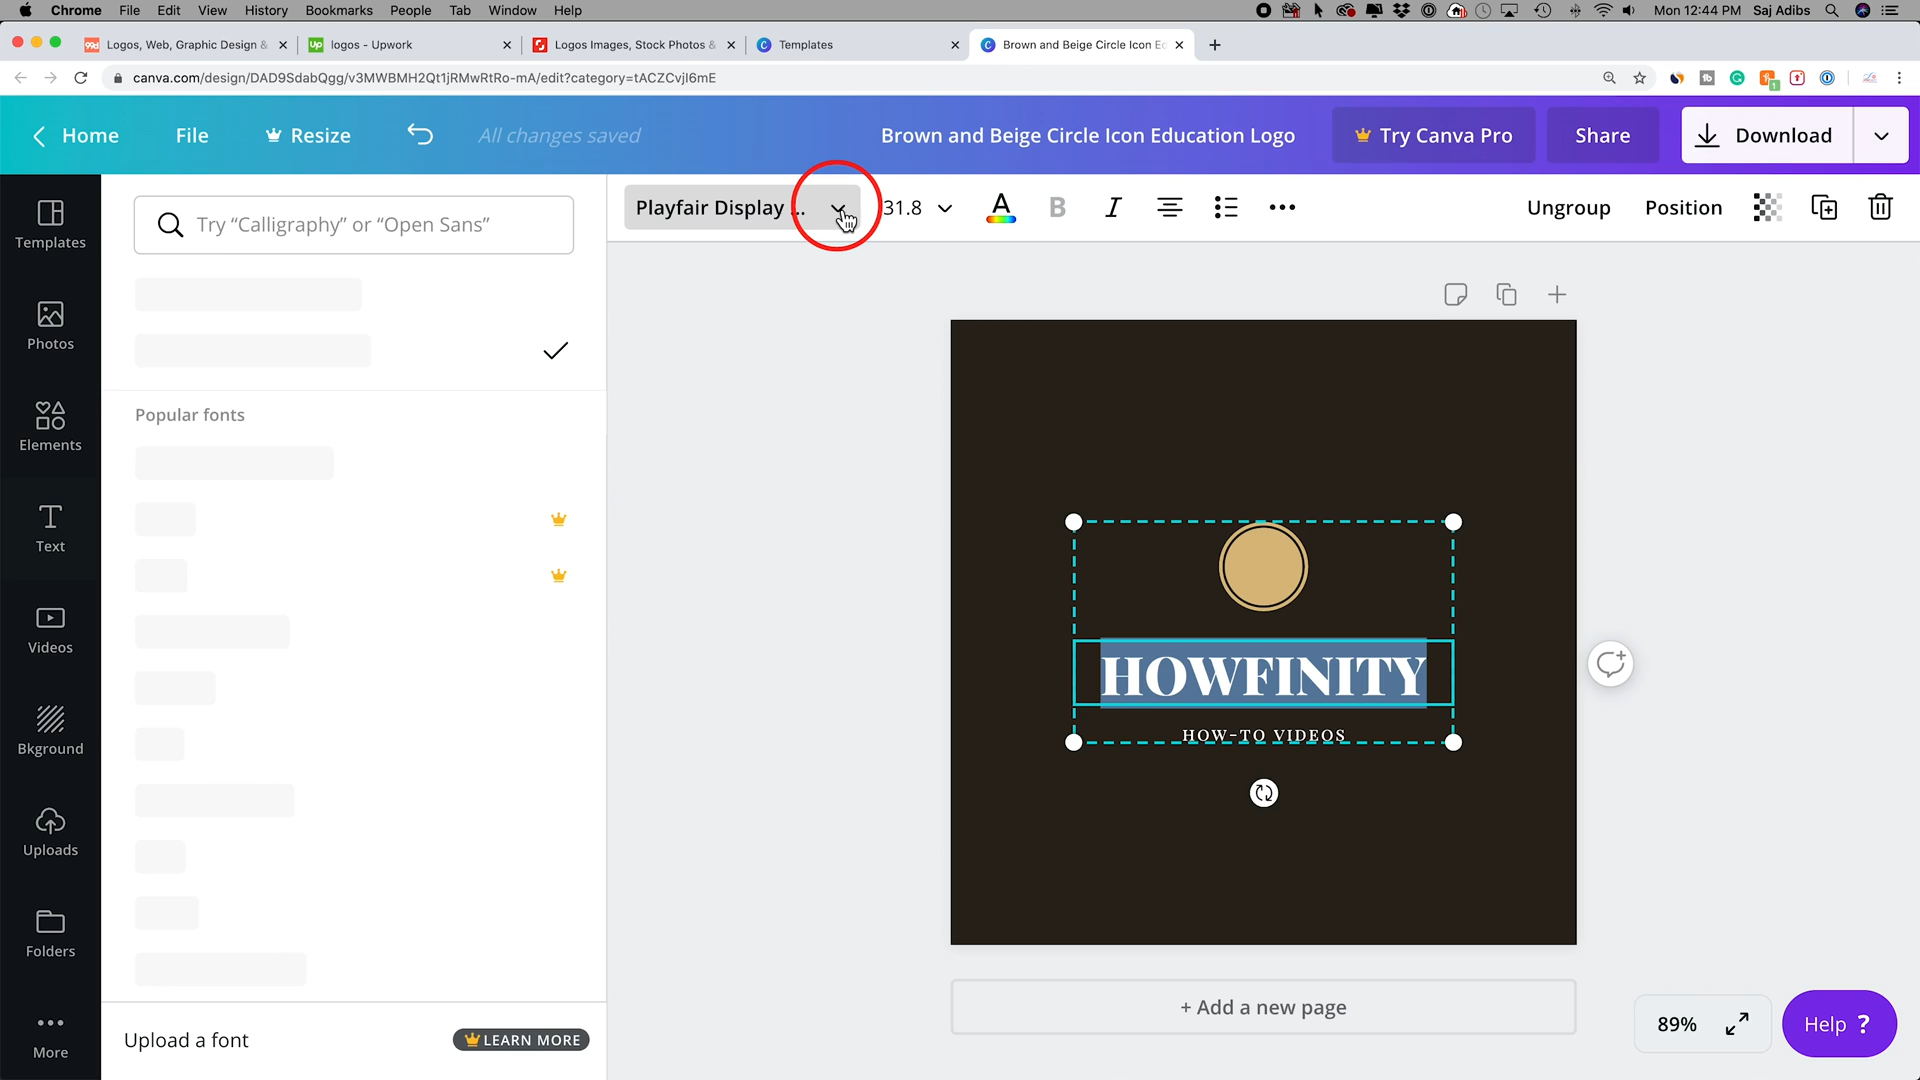 Chrome File Edit View History Bookmarks People Tab Window Help Mon 12:44 PM Saj Adibs
99d Logos, Web, Graphic Design & Up logos - Upwork Logos Images, Stock Photos & C Templates C Brown and Beige Circle Icon Ec
canva.com/design/DAD9SdabQgg/v3MWBMH2Qt1jRMwRtRo-mA/edit?category=tACZCvjI6mE
Home File Resize All changes saved Brown and Beige Circle Icon Education Logo Try Canva Pro Share Download
Templates
Photos
Elements
Text
Videos
Bkground
Uploads
Folders
More
Try “Calligraphy” or “Open Sans”
Popular fonts
Upload a font LEARN MORE
Playfair Display ... 31.8 A B I Ungroup Position
HOWFINITY
HOW-TO VIDEOS
+ Add a new page
89% Help ?